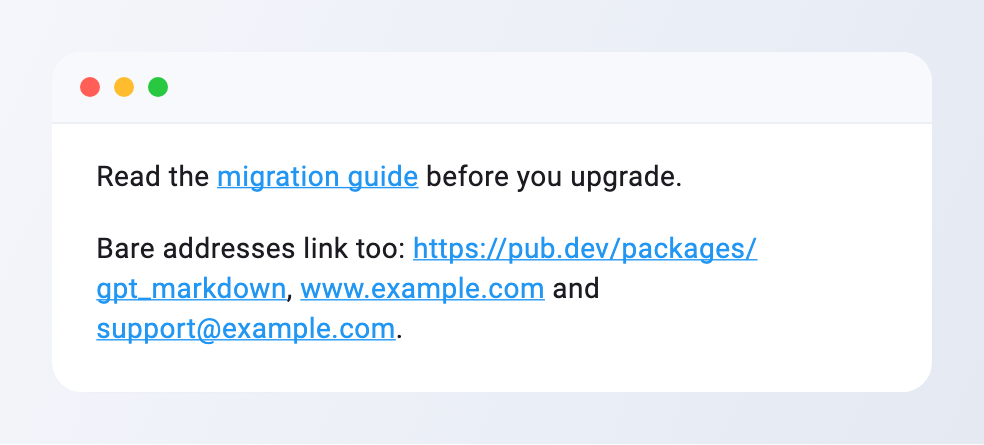 Read the migration guide before you upgrade.
Bare addresses link too: https://pub.dev/packages/
gpt_markdown, www.example.com and
support@example.com.